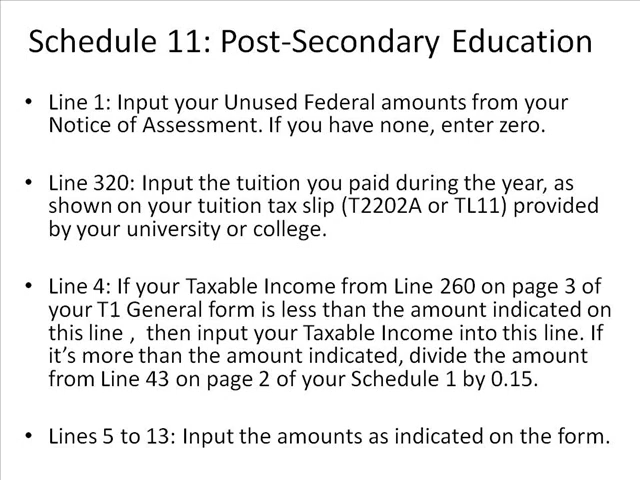 Schedule 11: Post-Secondary Education
• Line 1: Input your Unused Federal amounts from your
Notice of Assessment. If you have none, enter zero.
• Line 320: Input the tuition you paid during the year, as
shown on your tuition tax slip (T2202A or TL11) provided
by your university or college.
• Line 4: If your Taxable Income from Line 260 on page 3 of
your T1 General form is less than the amount indicated on
this line , then input your Taxable Income into this line. If
it’s more than the amount indicated, divide the amount
from Line 43 on page 2 of your Schedule 1 by 0.15.
• Lines 5 to 13: Input the amounts as indicated on the form.